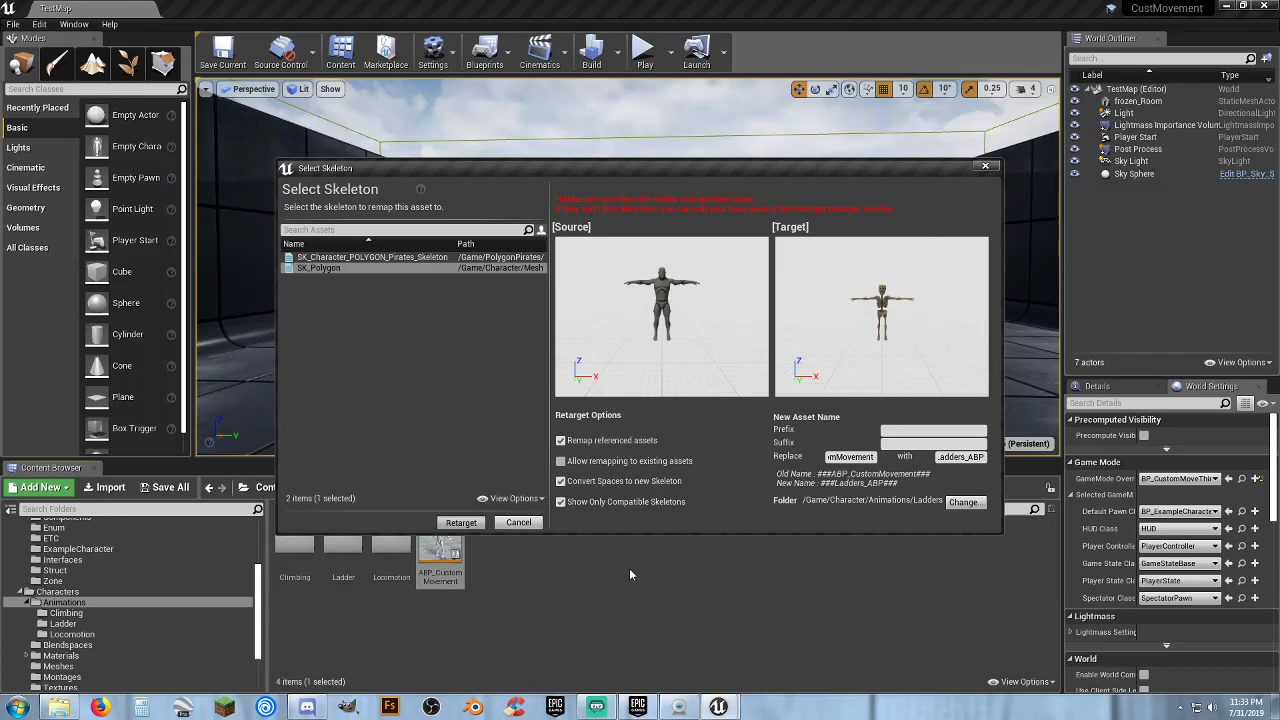 TestMap
CustMovement
File Edit Window Help
Modes
Search Classes
Recently Placed
Basic
Lights
Cinematic
Visual Effects
Geometry
Volumes
All Classes
Empty Actor
Empty Chara
Empty Pawn
Point Light
Player Start
Cube
Sphere
Cylinder
Cone
Plane
Box Trigger
Save Current Source Control Content Marketplace Settings Blueprints Cinematics Build Play Launch
Perspective Lit Show
10 10° 0.25 4
(Persistent)
Select Skeleton
Select Skeleton
Select the skeleton to remap this asset to.
Search Assets
Name Path
SK_Character_POLYGON_Pirates_Skeleton /Game/PolygonPirates/
SK_Polygon /Game/Character/Mesh
2 items (1 selected) View Options
Retarget Cancel
[Source] [Target]
Z X Y
Z X Y
Retarget Options
Remap referenced assets
Allow remapping to existing assets
Convert Spaces to new Skeleton
Show Only Compatible Skeletons
New Asset Name
Prefix
Suffix
Replace mMovement with .adders_ABP
Old Name : ###ABP_CustomMovement###
New Name : ###Ladders_ABP###
Folder /Game/Character/Animations/Ladders Change...
World Outliner
Search...
Label Type
TestMap (Editor) World
frozen_Room StaticMeshActo
Light DirectionalLight
Lightmass Importance Volum LightmassImpo
Player Start PlayerStart
Post Process PostProcessVo
Sky Light SkyLight
Sky Sphere Edit BP_Sky_S
7 actors View Options
Details World Settings
Search Details
Precomputed Visibility
Precompute Visib
Game Mode
GameMode Over BP_CustomMoveThir
Selected GameM
Default Pawn C BP_ExampleCharacte
HUD Class HUD
Player Controlle PlayerController
Game State Cla GameStateBase
Player State Cla PlayerState
Spectator Class SpectatorPawn
Lightmass
Lightmass Setting
World
Enable World Com
Content Browser
Add New Import Save All Con
Enum
ETC
ExampleCharacter
Interfaces
Struct
Zone
Characters
Animations
Climbing
Ladder
Locomotion
Blendspaces
Materials
Meshes
Montages
Textures
Climbing Ladder Locomotion ABP_Custom
Movement
4 items (1 selected) View Options
11:33 PM
7/31/2019